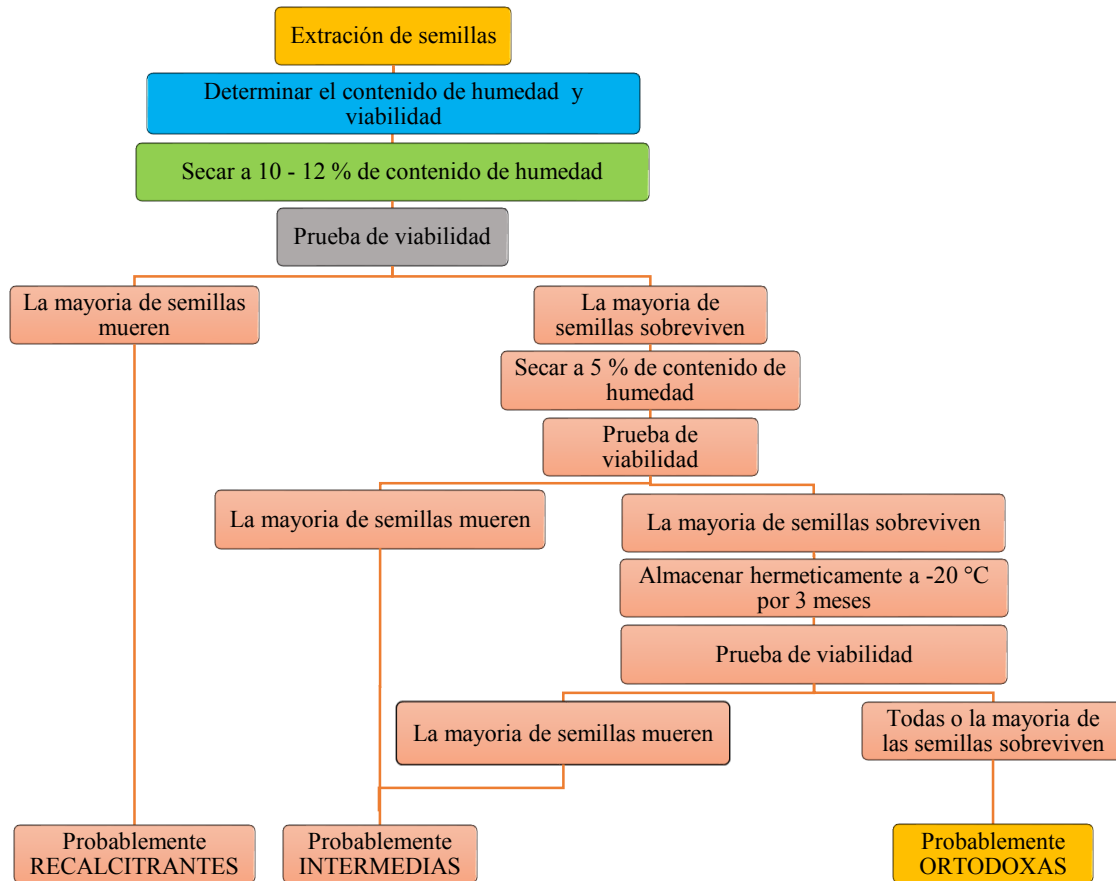 Extración de semillas
Determinar el contenido de humedad y
viabilidad
Secar a 10 - 12 % de contenido de humedad
Prueba de viabilidad
La mayoria de semillas
mueren
La mayoria de
semillas sobreviven
Secar a 5 % de contenido de
humedad
Prueba de
viabilidad
La mayoria de semillas mueren
La mayoria de semillas sobreviven
Almacenar hermeticamente a -20 °C
por 3 meses
Prueba de viabilidad
La mayoria de semillas mueren
Todas o la mayoria de
las semillas sobreviven
Probablemente
RECALCITRANTES
Probablemente
INTERMEDIAS
Probablemente
ORTODOXAS